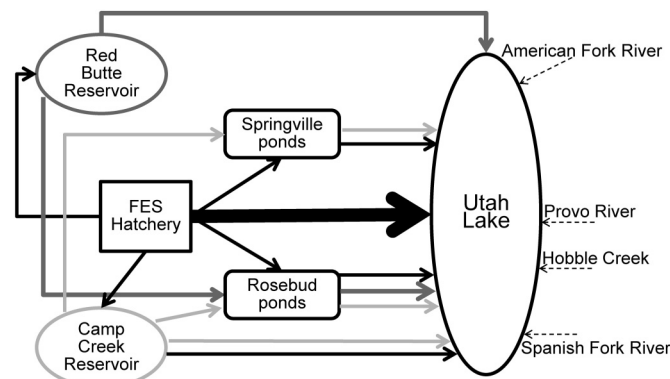 Red
Butte
Reservoir
American Fork River
Springville
ponds
FES
Hatchery
Utah
Lake
Provo River
Hobble Creek
Rosebud
ponds
Camp
Creek
Reservoir
Spanish Fork River